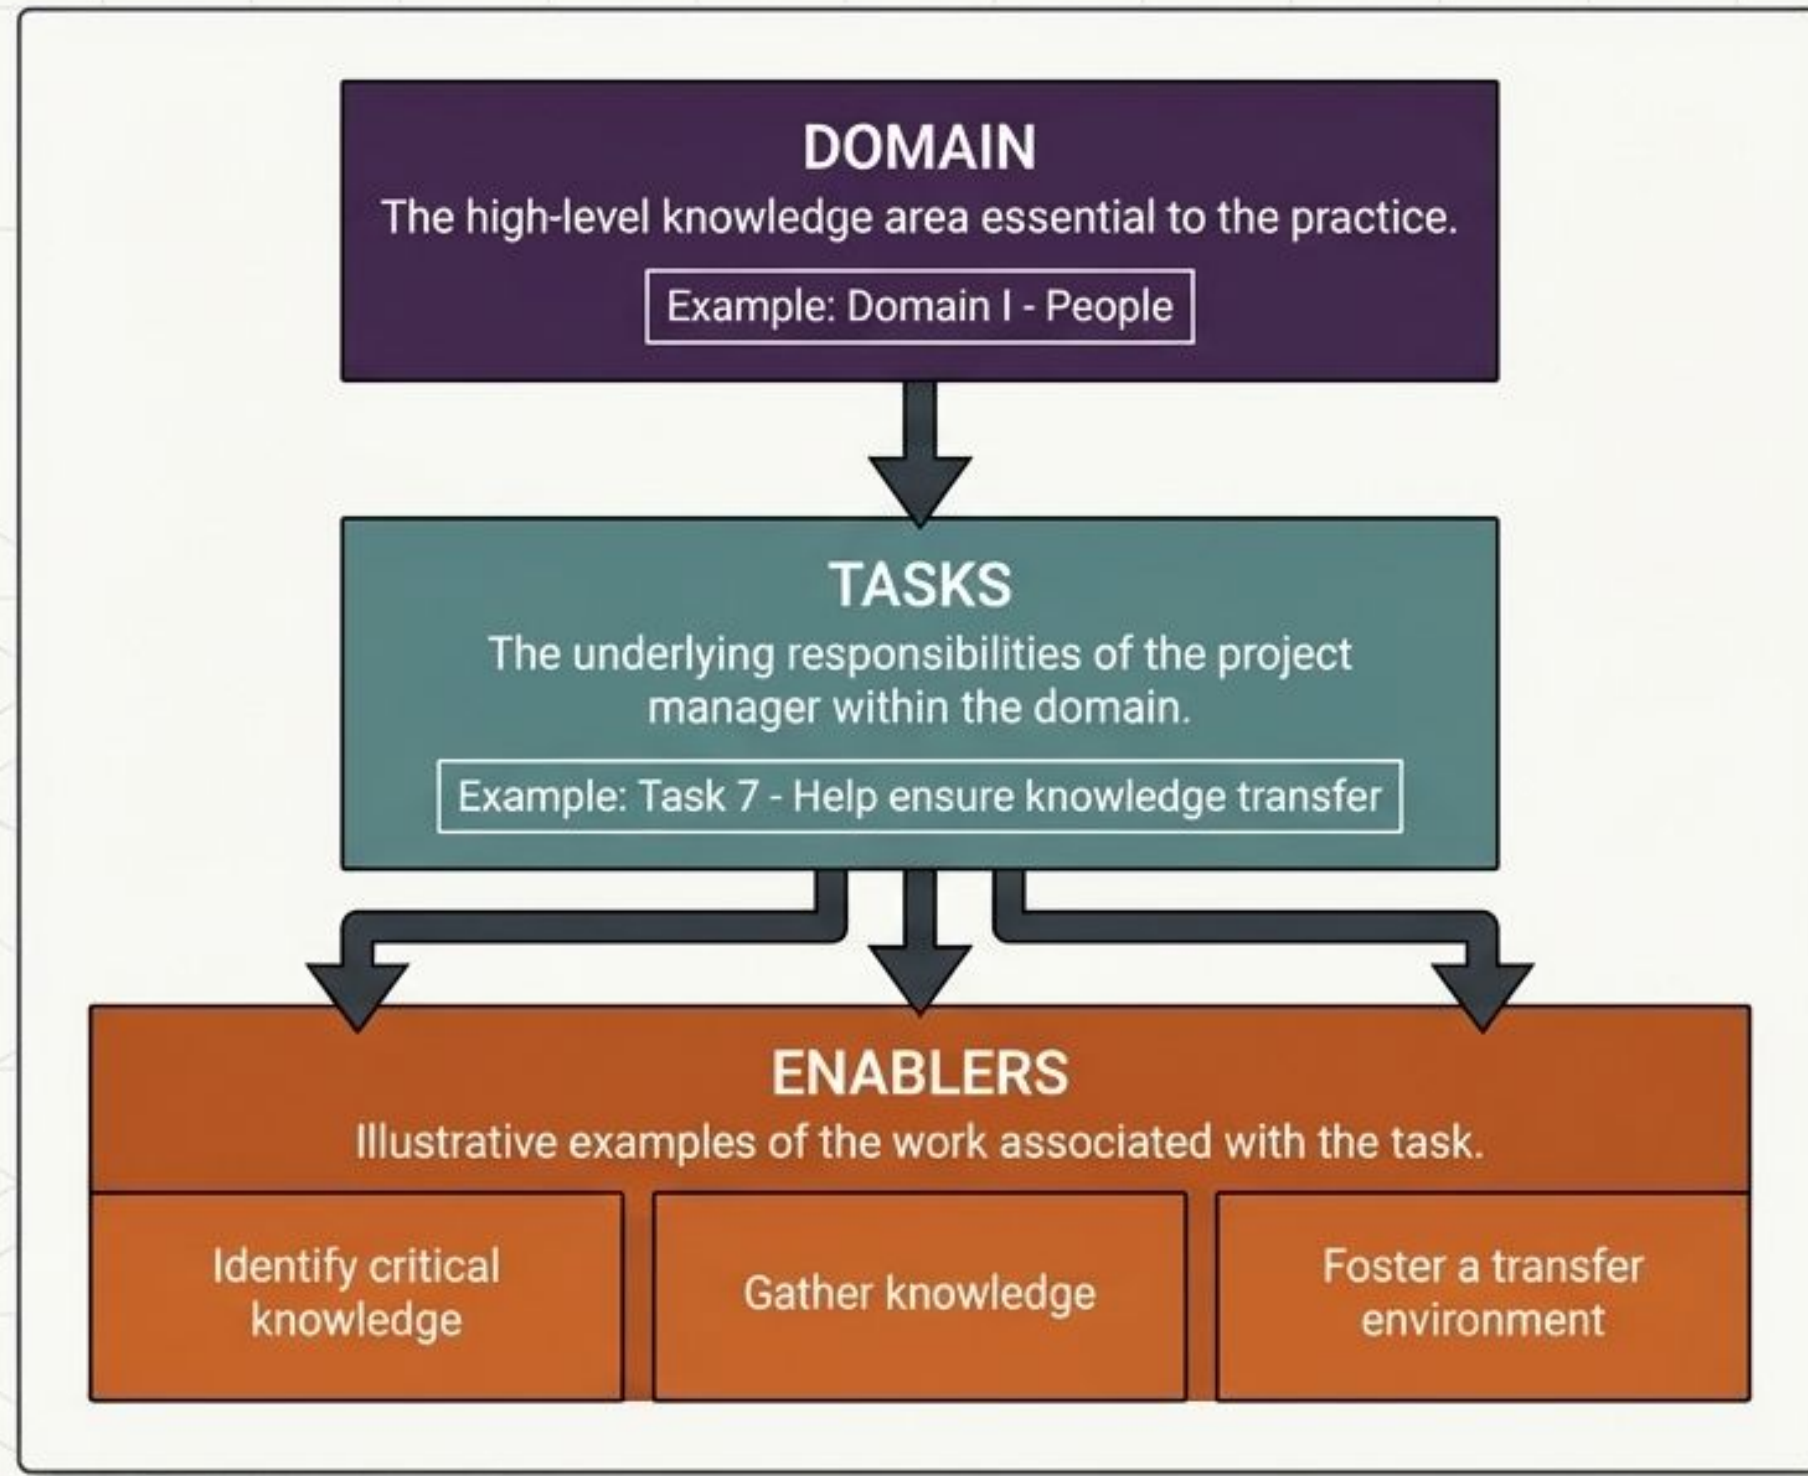 DOMAIN
The high-level knowledge area essential to the practice.
Example: Domain I - People
TASKS
The underlying responsibilities of the project
manager within the domain.
Example: Task 7 - Help ensure knowledge transfer
ENABLERS
Illustrative examples of the work associated with the task.
Identify critical
knowledge
Gather knowledge
Foster a transfer
environment